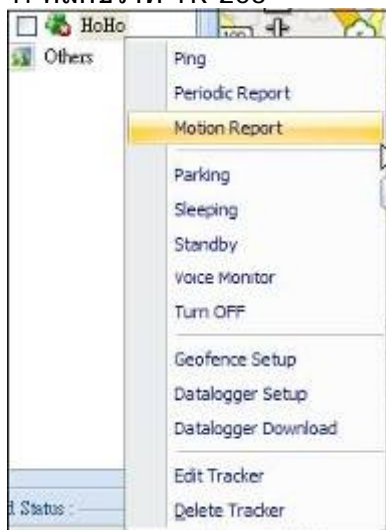 HoHo
Others
Ping
Periodic Report
Motion Report
Parking
Sleeping
Standby
Voice Monitor
Turn OFF
Geofence Setup
Datalogger Setup
Datalogger Download
Edit Tracker
Delete Tracker
Status :